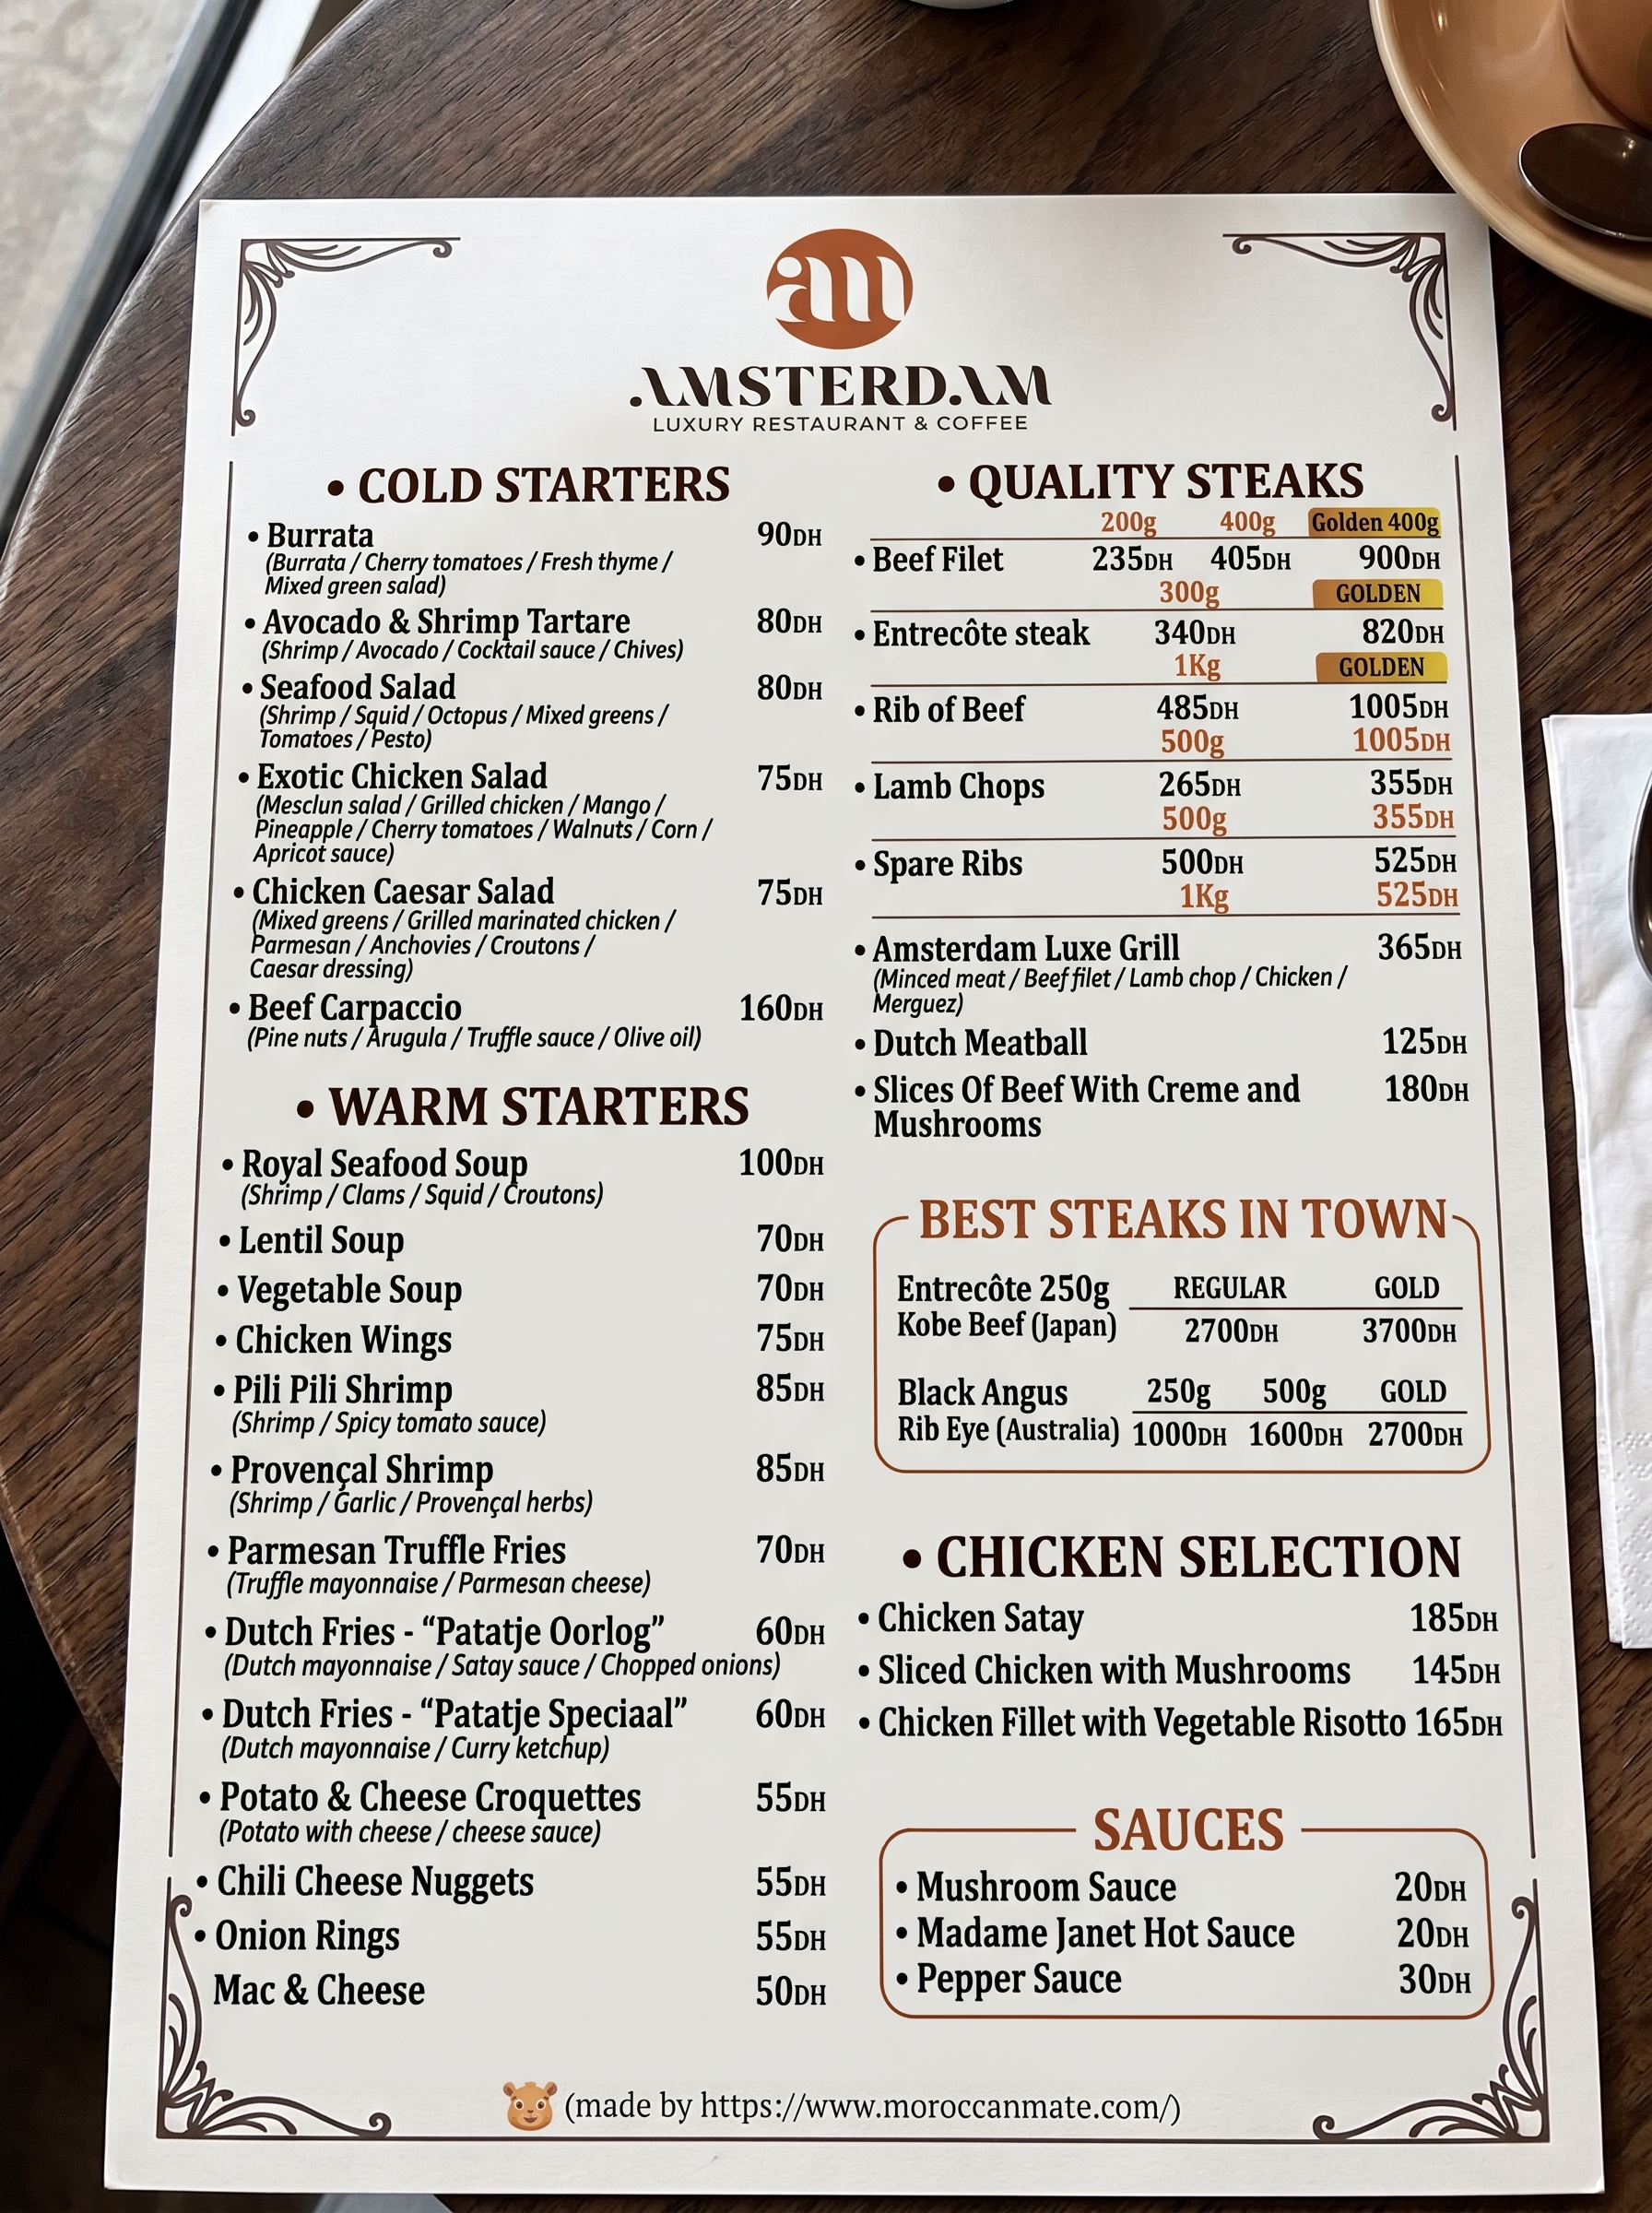 am
AMSTERDAM
LUXURY RESTAURANT & COFFEE
• COLD STARTERS
• Burrata 90DH
(Burrata / Cherry tomatoes / Fresh thyme /
Mixed green salad)
• Avocado & Shrimp Tartare 80DH
(Shrimp / Avocado / Cocktail sauce / Chives)
• Seafood Salad 80DH
(Shrimp / Squid / Octopus / Mixed greens /
Tomatoes / Pesto)
• Exotic Chicken Salad 75DH
(Mesclun salad / Grilled chicken / Mango /
Pineapple / Cherry tomatoes / Walnuts / Corn /
Apricot sauce)
• Chicken Caesar Salad 75DH
(Mixed greens / Grilled marinated chicken /
Parmesan / Anchovies / Croutons /
Caesar dressing)
• Beef Carpaccio 160DH
(Pine nuts / Arugula / Truffle sauce / Olive oil)
• WARM STARTERS
• Royal Seafood Soup 100DH
(Shrimp / Clams / Squid / Croutons)
• Lentil Soup 70DH
• Vegetable Soup 70DH
• Chicken Wings 75DH
• Pili Pili Shrimp 85DH
(Shrimp / Spicy tomato sauce)
• Provençal Shrimp 85DH
(Shrimp / Garlic / Provençal herbs)
• Parmesan Truffle Fries 70DH
(Truffle mayonnaise / Parmesan cheese)
• Dutch Fries - “Patatje Oorlog” 60DH
(Dutch mayonnaise / Satay sauce / Chopped onions)
• Dutch Fries - “Patatje Speciaal” 60DH
(Dutch mayonnaise / Curry ketchup)
• Potato & Cheese Croquettes 55DH
(Potato with cheese / cheese sauce)
• Chili Cheese Nuggets 55DH
• Onion Rings 55DH
Mac & Cheese 50DH
• QUALITY STEAKS
200g 400g Golden 400g
• Beef Filet 235DH 405DH 900DH
300g GOLDEN
• Entrecôte steak 340DH 820DH
1Kg GOLDEN
• Rib of Beef 485DH 1005DH
500g 1005DH
• Lamb Chops 265DH 355DH
500g 355DH
• Spare Ribs 500DH 525DH
1Kg 525DH
• Amsterdam Luxe Grill 365DH
(Minced meat / Beef filet / Lamb chop / Chicken /
Merguez)
• Dutch Meatball 125DH
• Slices Of Beef With Creme and 180DH
Mushrooms
BEST STEAKS IN TOWN
Entrecôte 250g REGULAR GOLD
Kobe Beef (Japan) 2700DH 3700DH
Black Angus 250g 500g GOLD
Rib Eye (Australia) 1000DH 1600DH 2700DH
• CHICKEN SELECTION
• Chicken Satay 185DH
• Sliced Chicken with Mushrooms 145DH
• Chicken Fillet with Vegetable Risotto 165DH
SAUCES
• Mushroom Sauce 20DH
• Madame Janet Hot Sauce 20DH
• Pepper Sauce 30DH
(made by https://www.moroccanmate.com/)